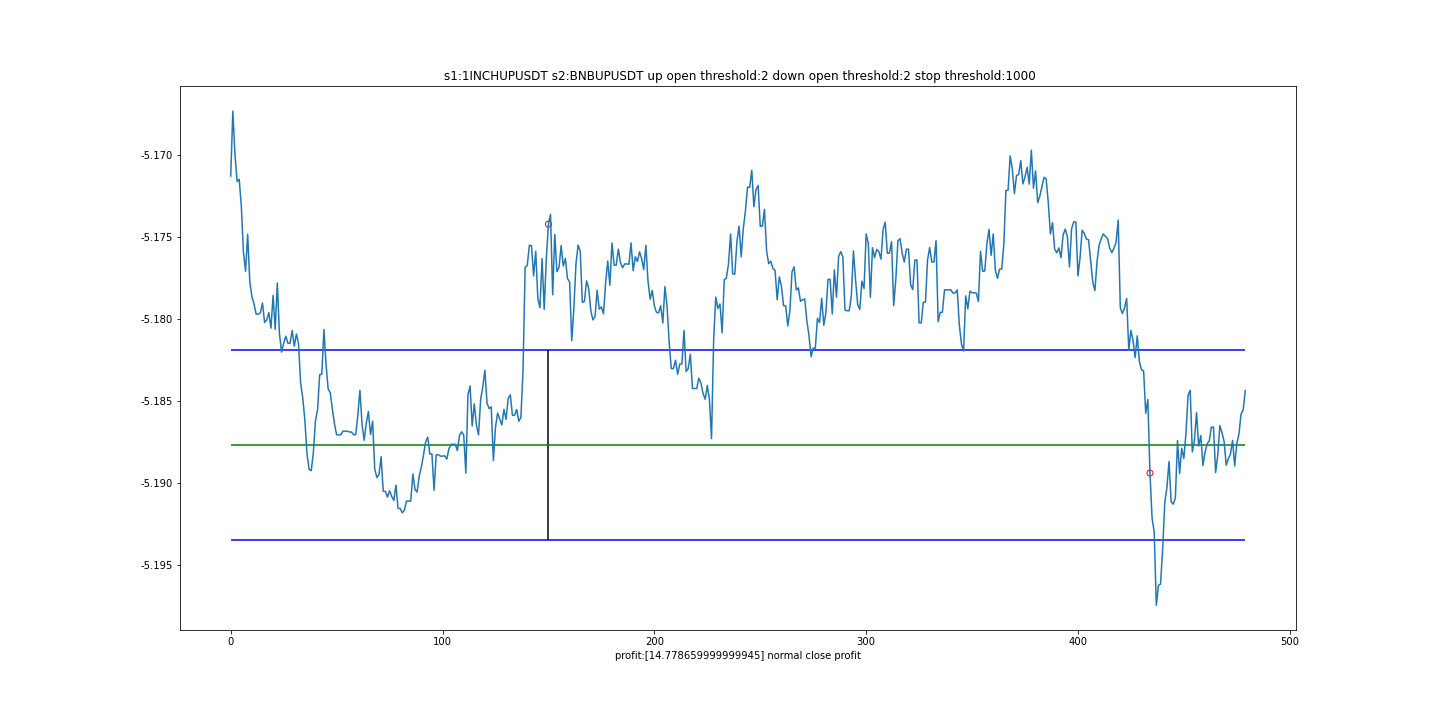 s1:1INCHUPUSDT s2:BNBUPUSDT up open threshold:2 down open threshold:2 stop threshold:1000
-5.170
-5.175
-5.180
-5.185
-5.190
-5.195
0 100 200 300 400 500
profit:[14.778659999999945] normal close profit